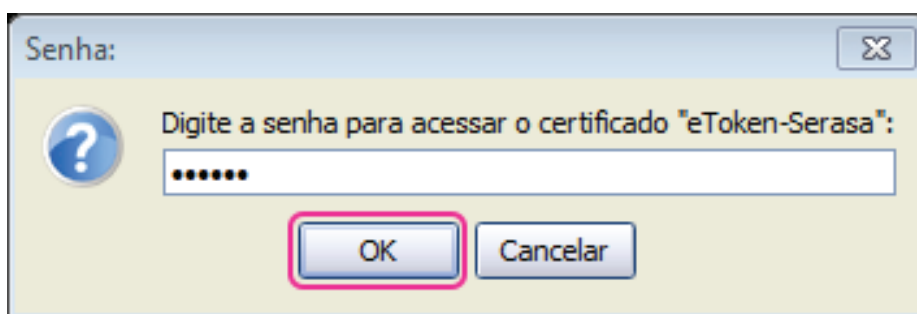 Senha:
Digite a senha para acessar o certificado "eToken-Serasa":
••••••
OK
Cancelar